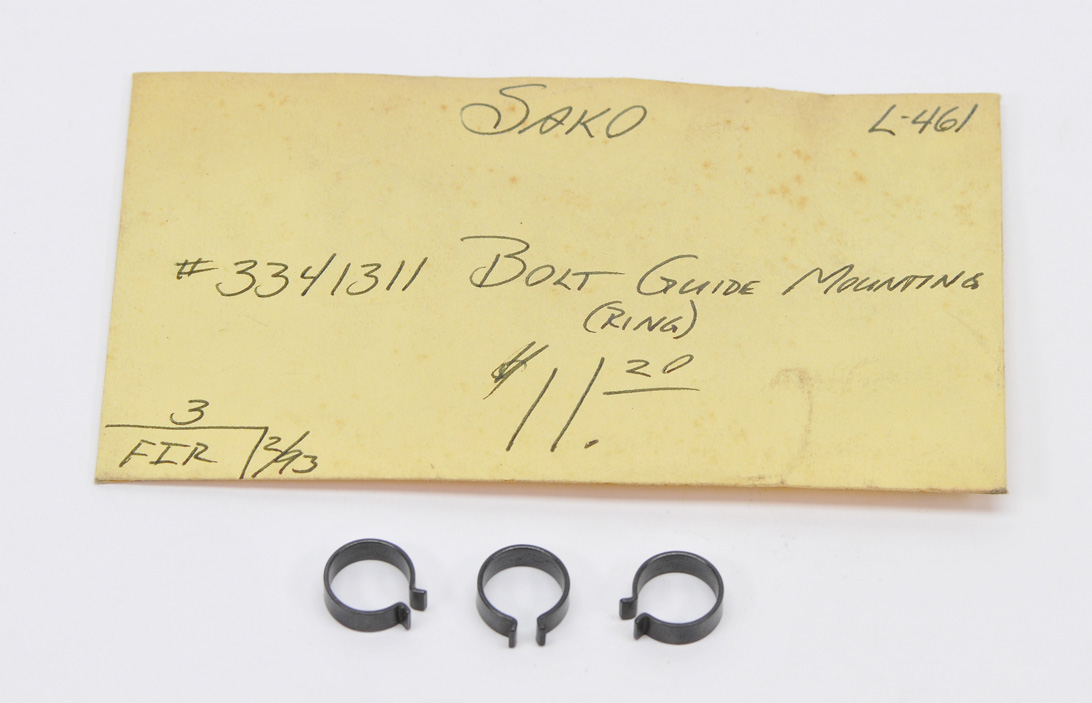 SAKO L-461
#3341311 BOLT GUIDE MOUNTING
(RING)
$11.20
3
FIR 2/93